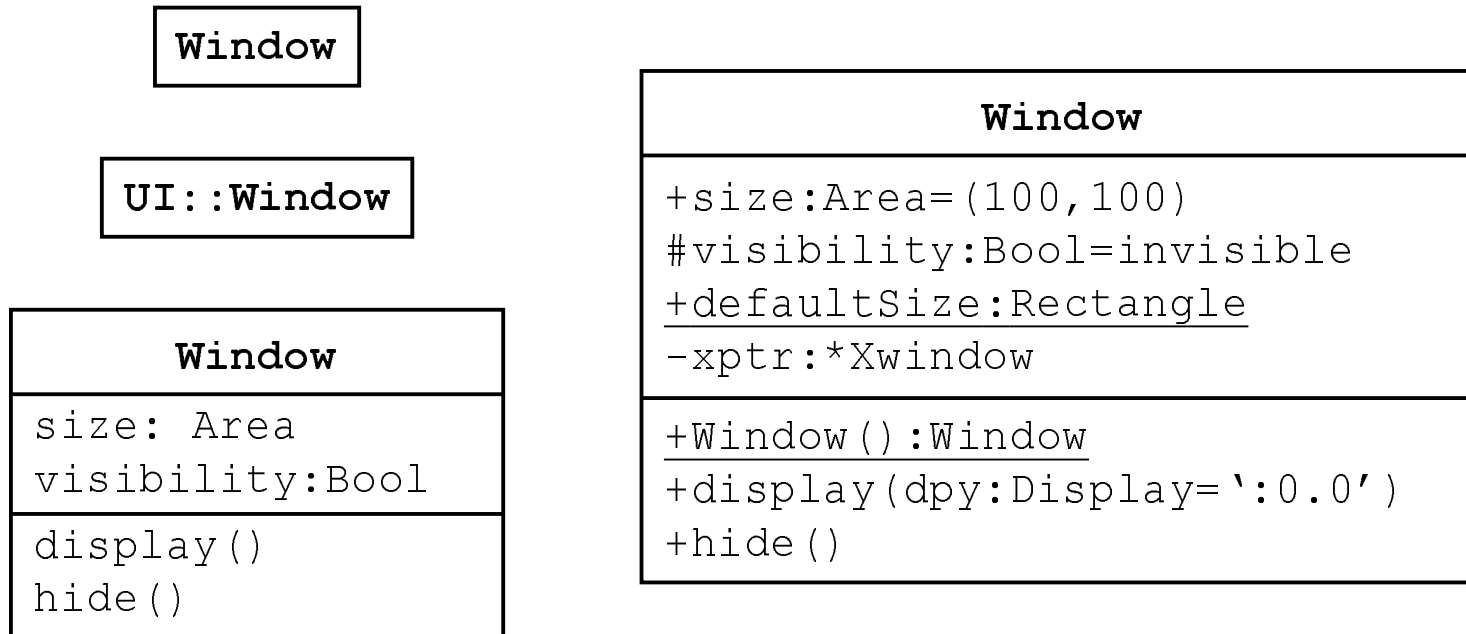 Window
UI::Window
Window
size: Area
visibility:Bool
display()
hide()
Window
+size:Area=(100,100)
#visibility:Bool=invisible
+defaultSize:Rectangle
-xptr:*Xwindow
+Window():Window
+display(dpy:Display=‘:0.0’)
+hide()